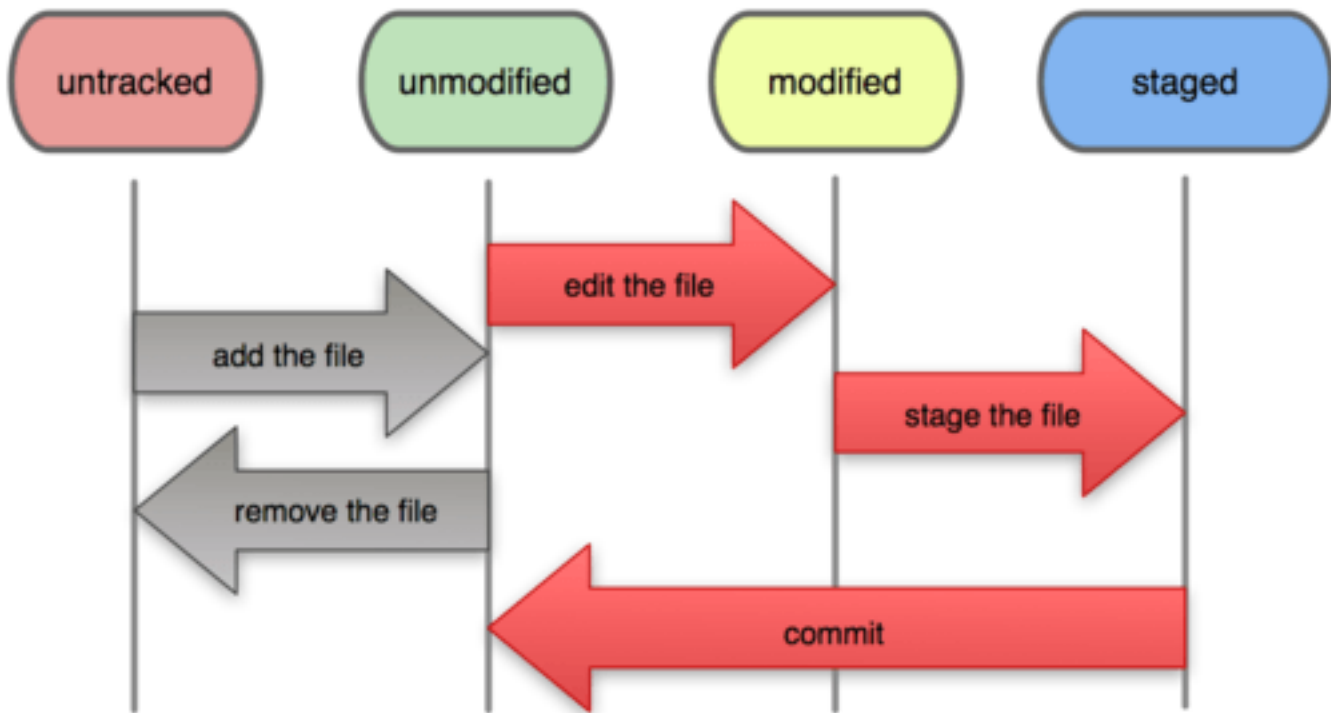 untracked
unmodified
modified
staged
edit the file
add the file
stage the file
remove the file
commit